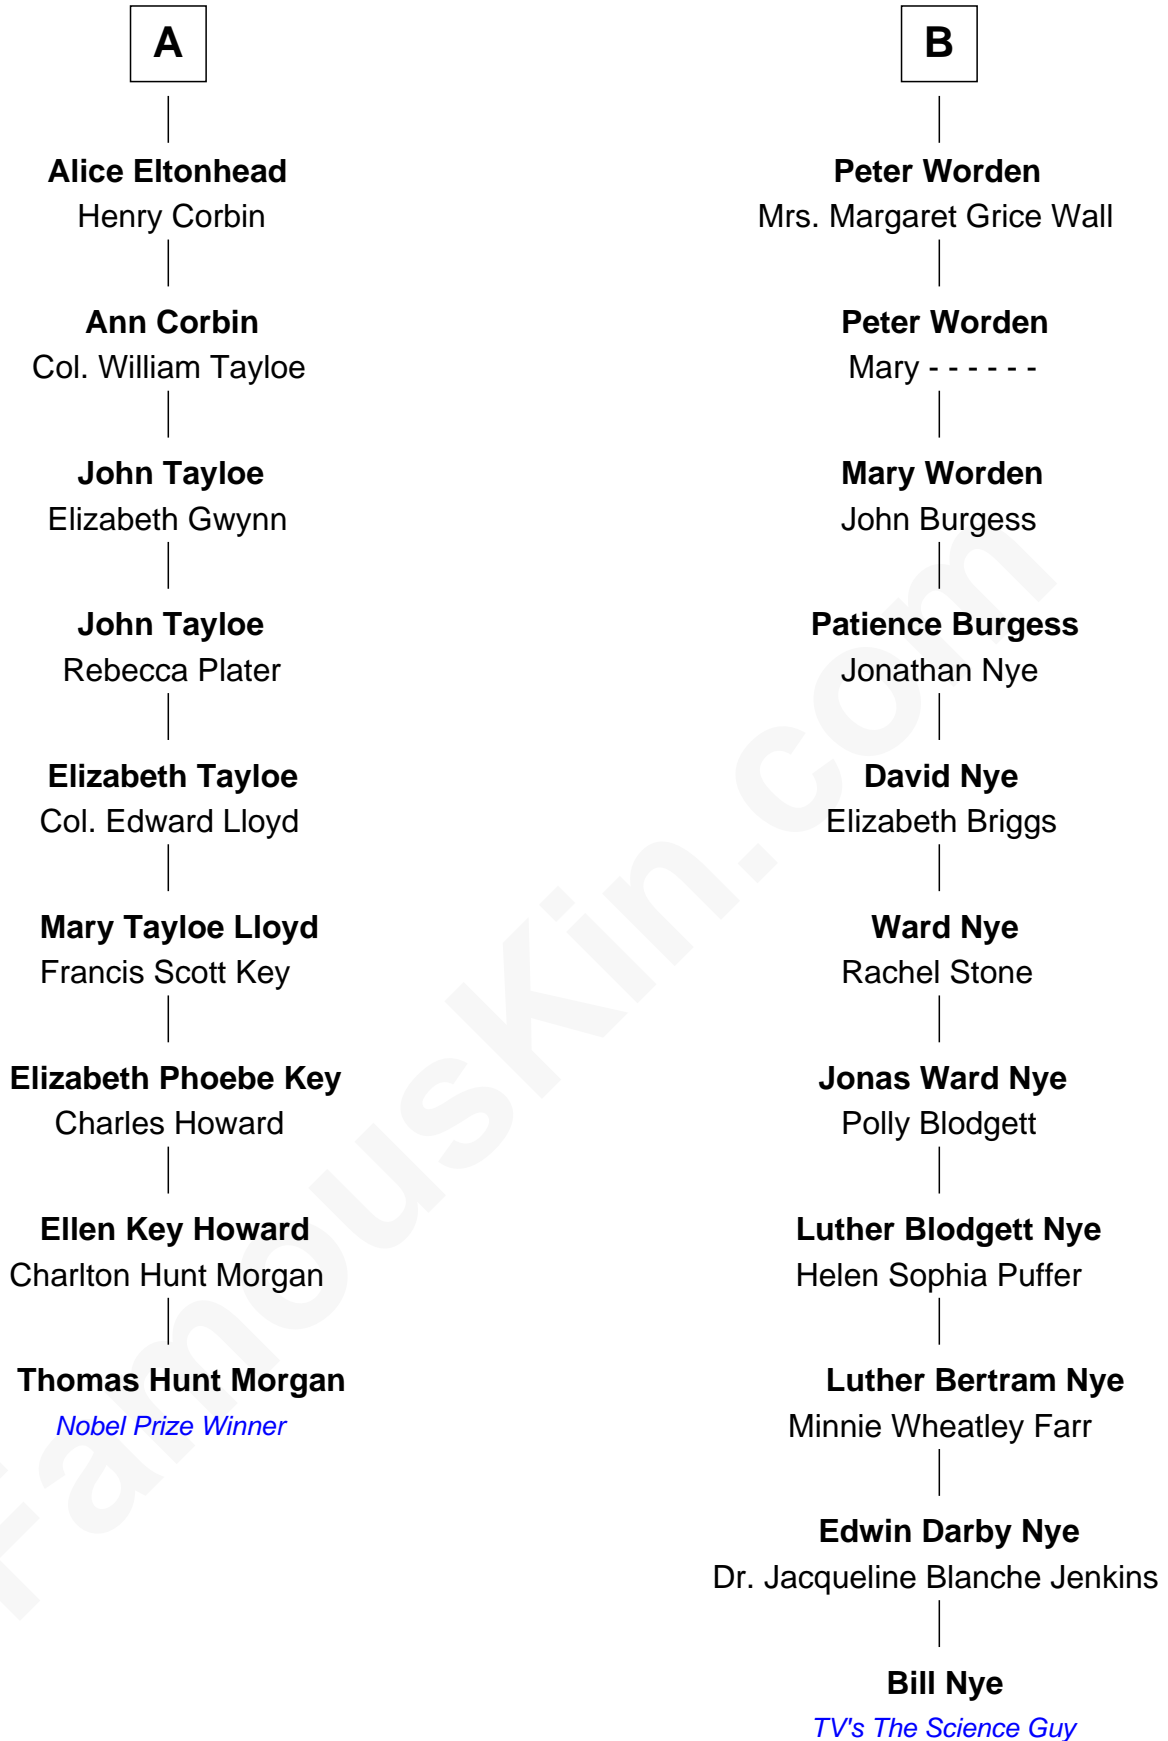 A
Alice Eltonhead
Henry Corbin
Ann Corbin
Col. William Tayloe
John Tayloe
Elizabeth Gwynn
John Tayloe
Rebecca Plater
Elizabeth Tayloe
Col. Edward Lloyd
Mary Tayloe Lloyd
Francis Scott Key
Elizabeth Phoebe Key
Charles Howard
Ellen Key Howard
Charlton Hunt Morgan
Thomas Hunt Morgan
Nobel Prize Winner
B
Peter Worden
Mrs. Margaret Grice Wall
Peter Worden
Mary - - - - - -
Mary Worden
John Burgess
Patience Burgess
Jonathan Nye
David Nye
Elizabeth Briggs
Ward Nye
Rachel Stone
Jonas Ward Nye
Polly Blodgett
Luther Blodgett Nye
Helen Sophia Puffer
Luther Bertram Nye
Minnie Wheatley Farr
Edwin Darby Nye
Dr. Jacqueline Blanche Jenkins
Bill Nye
TV's The Science Guy
FamousKin.com